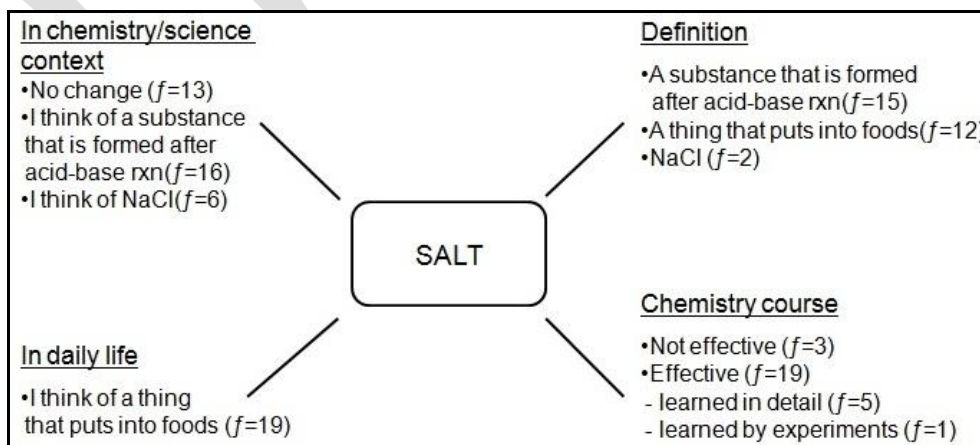 In chemistry/science
context
•No change (ƒ=13)
•I think of a substance
that is formed after
acid-base rxn(ƒ=16)
•I think of NaCl(ƒ=6)
Definition
•A substance that is formed
after acid-base rxn(ƒ=15)
•A thing that puts into foods(ƒ=12)
•NaCl (ƒ=2)
SALT
In daily life
•I think of a thing
that puts into foods (ƒ=19)
Chemistry course
•Not effective (ƒ=3)
•Effective (ƒ=19)
- learned in detail (ƒ=5)
- learned by experiments (ƒ=1)